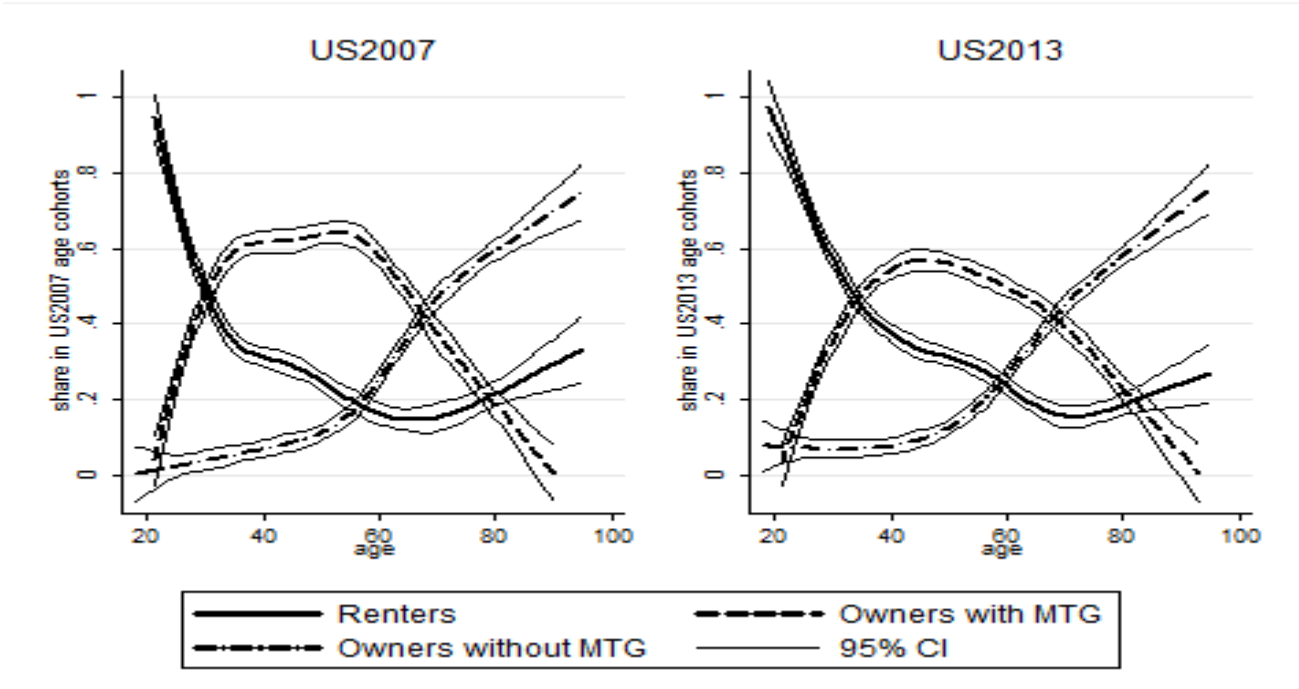 US2007
US2013
share in US2007 age cohorts
0 .2 .4 .6 .8 1
20 40 60 80 100
age
share in US2013 age cohorts
0 .2 .4 .6 .8 1
20 40 60 80 100
age
Renters
Owners with MTG
Owners without MTG
95% CI